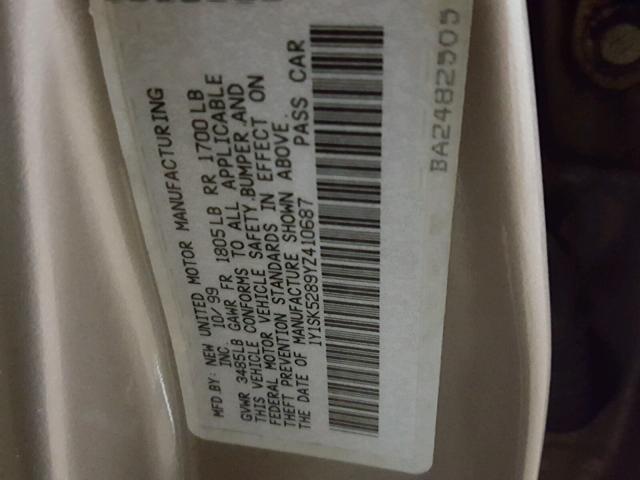 MFD BY: NEW UNITED MOTOR MANUFACTURING
INC. 10/99
GVWR 3485LB GAWR FR 1805LB RR 1700LB
THIS VEHICLE CONFORMS TO ALL APPLICABLE
FEDERAL MOTOR VEHICLE SAFETY,BUMPER,AND
THEFT PREVENTION STANDARDS IN EFFECT ON
THE DATE OF MANUFACTURE SHOWN ABOVE.
1Y1SK5289YZ410687 PASS CAR
BA2482505